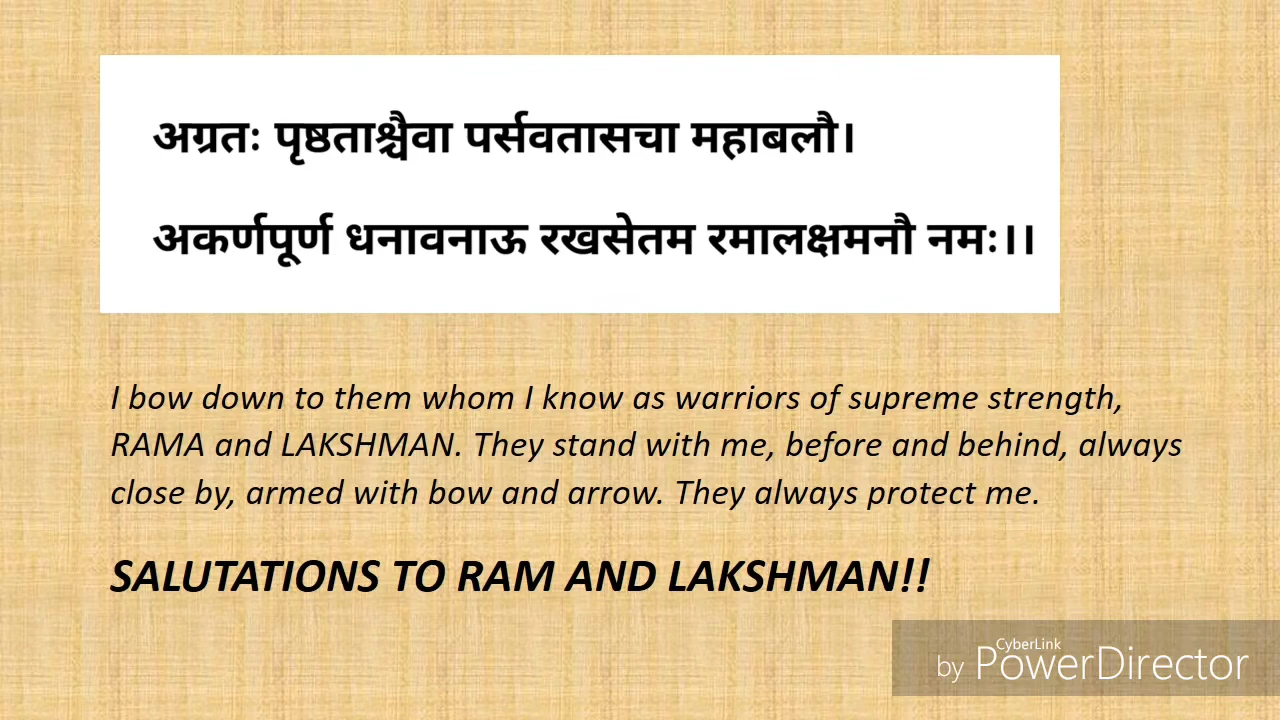 अग्रतः पृष्ठताश्चैवा पर्सवतासचा महाबलौ।
अकर्णपूर्ण धनावनाऊ रखसेतम रमालक्षमनौ नमः।।
I bow down to them whom I know as warriors of supreme strength,
RAMA and LAKSHMAN. They stand with me, before and behind, always
close by, armed with bow and arrow. They always protect me.
SALUTATIONS TO RAM AND LAKSHMAN!!
CyberLink
by PowerDirector